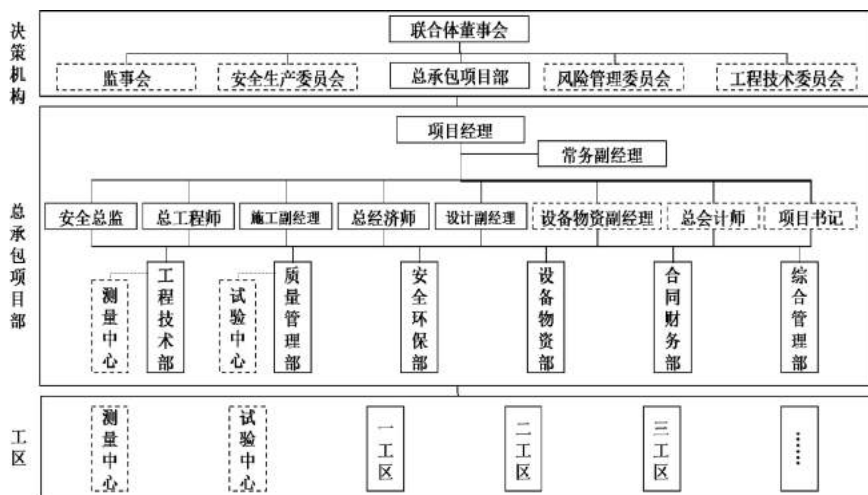 决策机构
联合体董事会
监事会
安全生产委员会
总承包项目部
风险管理委员会
工程技术委员会
总承包项目部
项目经理
常务副经理
安全总监
总工程师
施工副经理
总经济师
设计副经理
设备物资副经理
总会计师
项目书记
测量中心
工程技术部
试验中心
质量管理部
安全环保部
设备物资部
合同财务部
综合管理部
工区
测量中心
试验中心
一工区
二工区
三工区
……